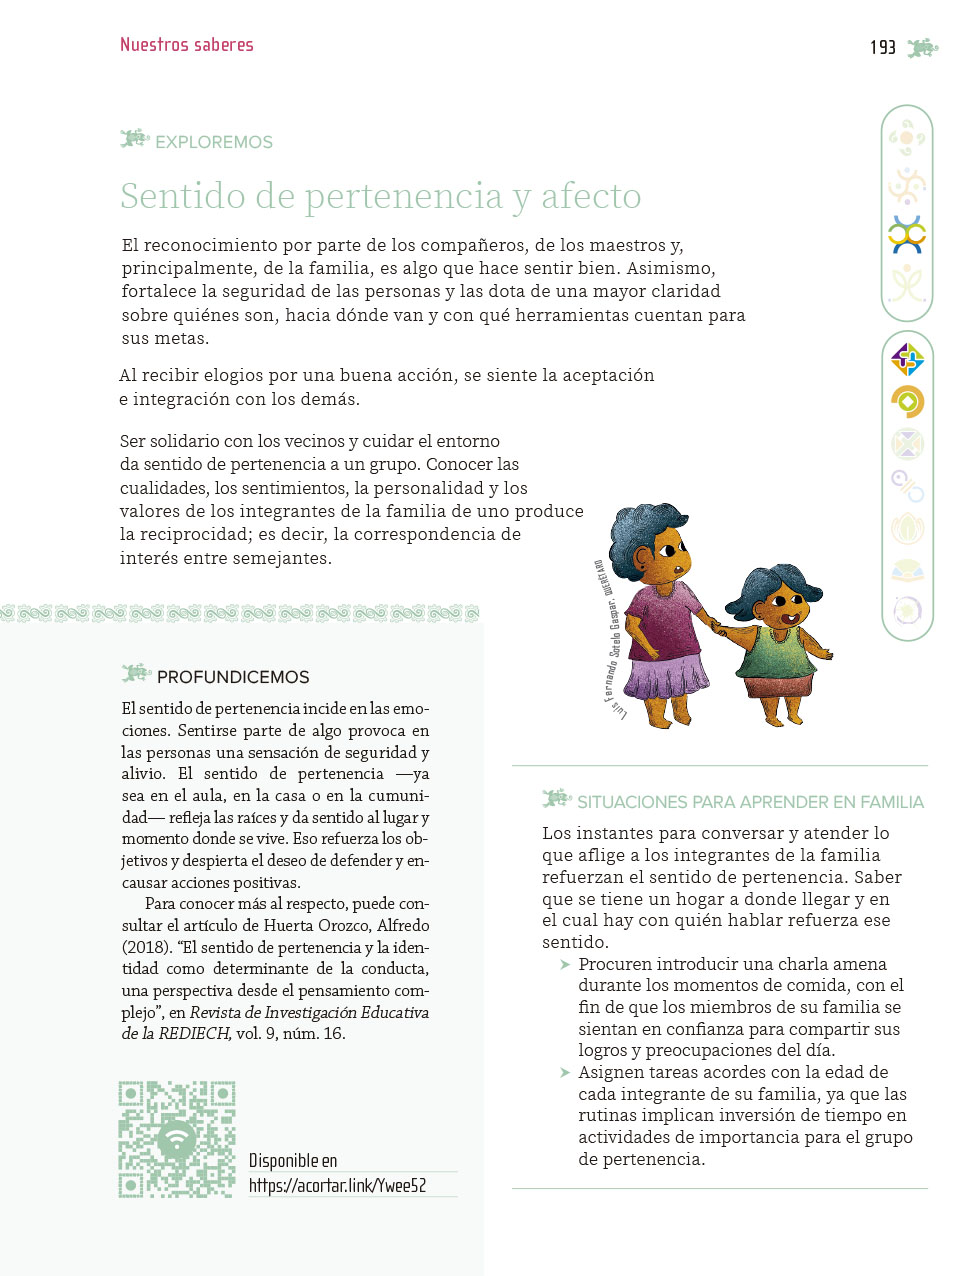 Nuestros saberes
193
EXPLOREMOS
Sentido de pertenencia y afecto
El reconocimiento por parte de los compañeros, de los maestros y,
principalmente, de la familia, es algo que hace sentir bien. Asimismo,
fortalece la seguridad de las personas y las dota de una mayor claridad
sobre quiénes son, hacia dónde van y con qué herramientas cuentan para
sus metas.
Al recibir elogios por una buena acción, se siente la aceptación
e integración con los demás.
Ser solidario con los vecinos y cuidar el entorno
da sentido de pertenencia a un grupo. Conocer las
cualidades, los sentimientos, la personalidad y los
valores de los integrantes de la familia de uno produce
la reciprocidad; es decir, la correspondencia de
interés entre semejantes.
Luis Fernando Sotelo Gaspar, QUERÉTARO
PROFUNDICEMOS
El sentido de pertenencia incide en las emo-
ciones. Sentirse parte de algo provoca en
las personas una sensación de seguridad y
alivio. El sentido de pertenencia —ya
sea en el aula, en la casa o en la cumuni-
dad— refleja las raíces y da sentido al lugar y
momento donde se vive. Eso refuerza los ob-
jetivos y despierta el deseo de defender y en-
causar acciones positivas.
Para conocer más al respecto, puede con-
sultar el artículo de Huerta Orozco, Alfredo
(2018). “El sentido de pertenencia y la iden-
tidad como determinante de la conducta,
una perspectiva desde el pensamiento com-
plejo”, en Revista de Investigación Educativa
de la REDIECH, vol. 9, núm. 16.
Disponible en
https://acortar.link/Ywee52
SITUACIONES PARA APRENDER EN FAMILIA
Los instantes para conversar y atender lo
que aflige a los integrantes de la familia
refuerzan el sentido de pertenencia. Saber
que se tiene un hogar a donde llegar y en
el cual hay con quién hablar refuerza ese
sentido.
➤ Procuren introducir una charla amena
durante los momentos de comida, con el
fin de que los miembros de su familia se
sientan en confianza para compartir sus
logros y preocupaciones del día.
➤ Asignen tareas acordes con la edad de
cada integrante de su familia, ya que las
rutinas implican inversión de tiempo en
actividades de importancia para el grupo
de pertenencia.